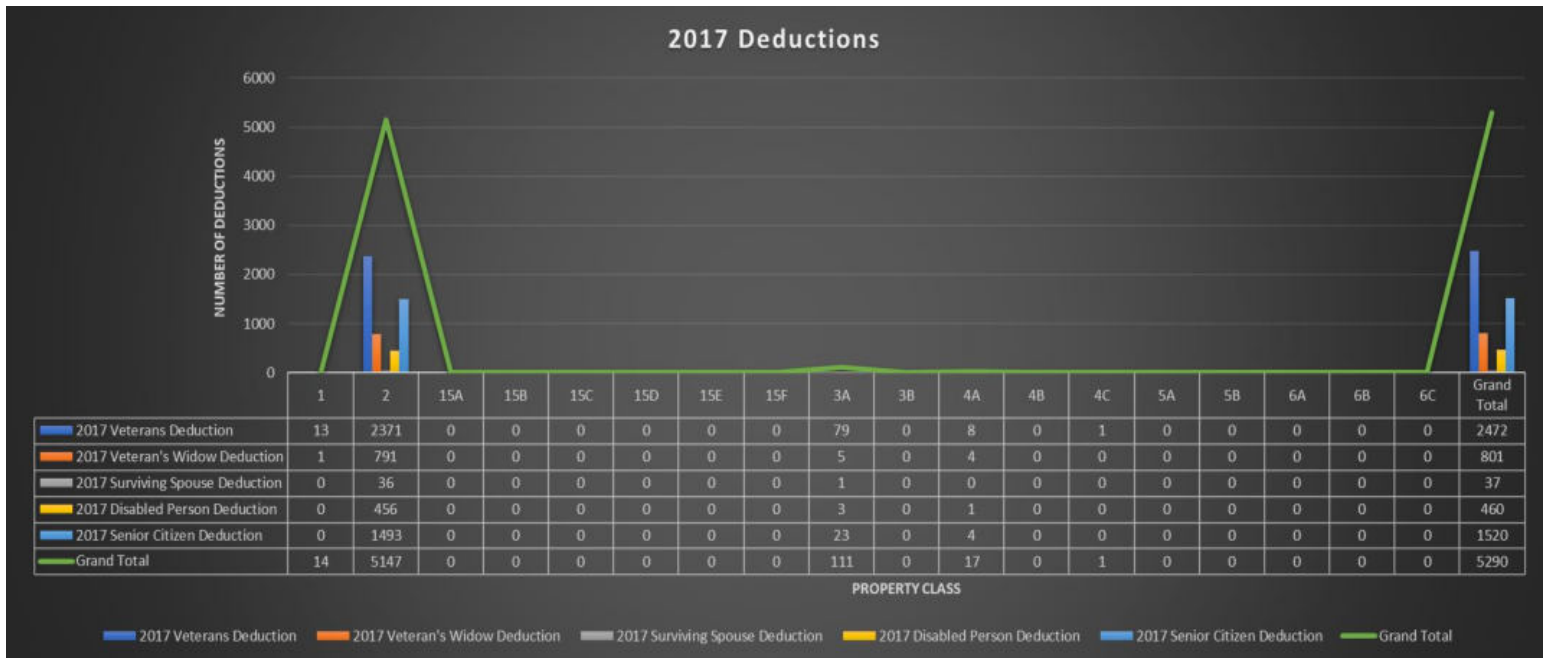 2017 Deductions
6000
5000
4000
3000
2000
1000
0
NUMBER OF DEDUCTIONS
1 2 15A 15B 15C 15D 15E 15F 3A 3B 4A 4B 4C 5A 5B 6A 6B 6C Grand Total
2017 Veterans Deduction 13 2371 0 0 0 0 0 0 79 0 8 0 1 0 0 0 0 0 2472
2017 Veteran's Widow Deduction 1 791 0 0 0 0 0 0 5 0 4 0 0 0 0 0 0 0 801
2017 Surviving Spouse Deduction 0 36 0 0 0 0 0 0 1 0 0 0 0 0 0 0 0 0 37
2017 Disabled Person Deduction 0 456 0 0 0 0 0 0 3 0 1 0 0 0 0 0 0 0 460
2017 Senior Citizen Deduction 0 1493 0 0 0 0 0 0 23 0 4 0 0 0 0 0 0 0 1520
Grand Total 14 5147 0 0 0 0 0 0 111 0 17 0 1 0 0 0 0 0 5290
PROPERTY CLASS
2017 Veterans Deduction 2017 Veteran's Widow Deduction 2017 Surviving Spouse Deduction 2017 Disabled Person Deduction 2017 Senior Citizen Deduction Grand Total